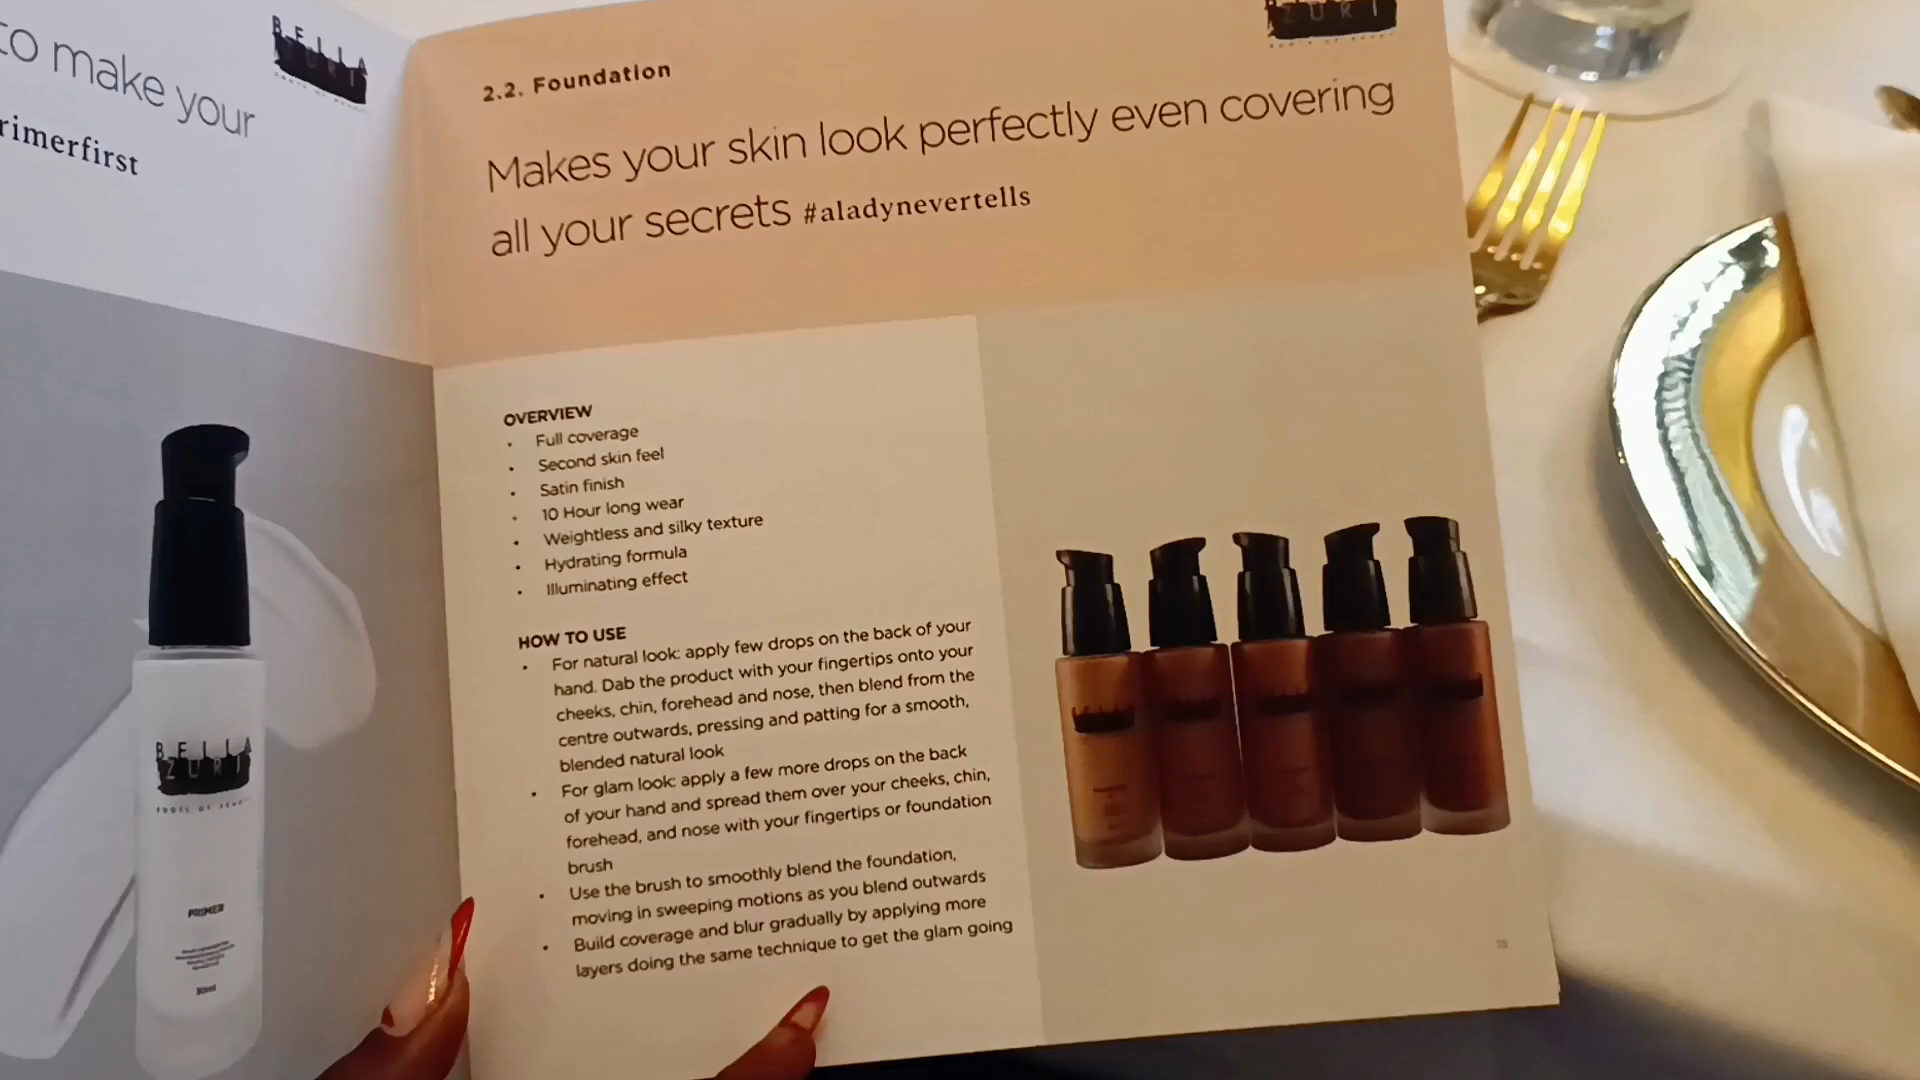 to make your
rimerfirst
BELLA
ZURI
BELLA
ZURI
PRIMER
30ml
ZURI
2.2. Foundation
Makes your skin look perfectly even covering
all your secrets #aladynevertells
OVERVIEW
• Full coverage
• Second skin feel
• Satin finish
• 10 Hour long wear
• Weightless and silky texture
• Hydrating formula
• Illuminating effect
HOW TO USE
• For natural look: apply few drops on the back of your
hand. Dab the product with your fingertips onto your
cheeks, chin, forehead and nose, then blend from the
centre outwards, pressing and patting for a smooth,
blended natural look
• For glam look: apply a few more drops on the back
of your hand and spread them over your cheeks, chin,
forehead, and nose with your fingertips or foundation
brush
• Use the brush to smoothly blend the foundation,
moving in sweeping motions as you blend outwards
• Build coverage and blur gradually by applying more
layers doing the same technique to get the glam going